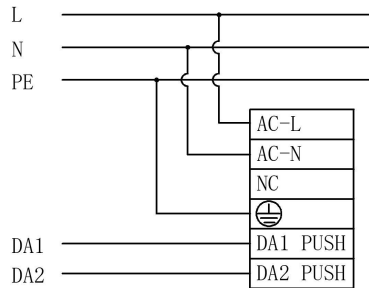 L
N
PE
AC-L
AC-N
NC
DA1 DA1 PUSH
DA2 DA2 PUSH